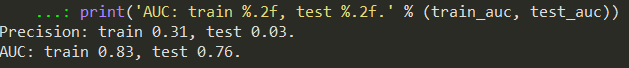 ...: print('AUC: train %.2f, test %.2f.' % (train_auc, test_auc))
Precision: train 0.31, test 0.03.
AUC: train 0.83, test 0.76.